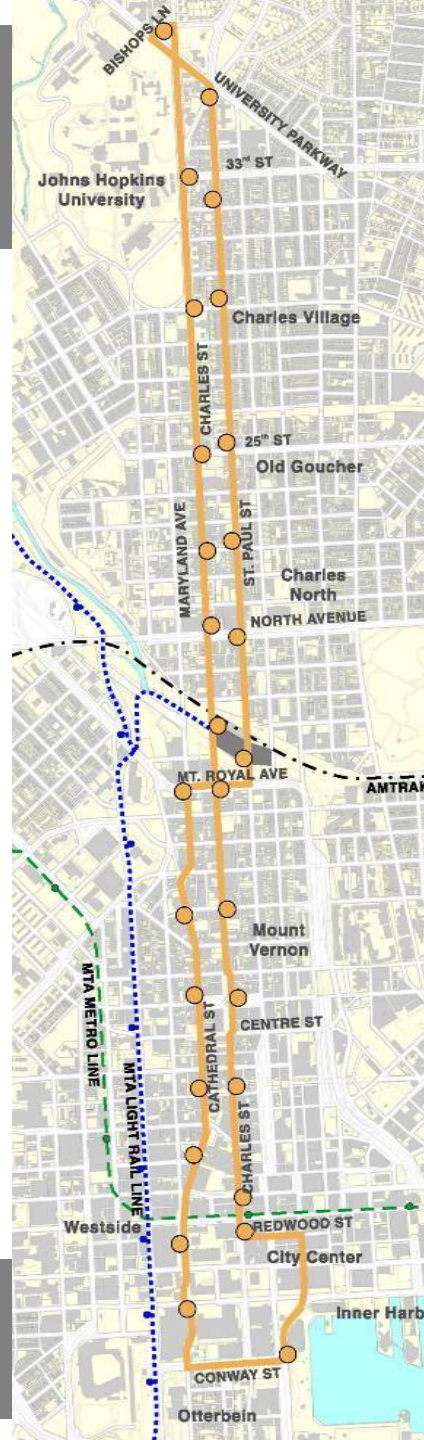 BISHOPS LN
UNIVERSITY PARKWAY
33rd ST
Johns Hopkins
University
Charles Village
CHARLES ST
25th ST
Old Goucher
MARYLAND AVE
ST. PAUL ST
Charles
North
NORTH AVENUE
MT. ROYAL AVE
AMTRAK
Mount
Vernon
CATHEDRAL ST
CENTRE ST
MTA METRO LINE
MTA LIGHT RAIL LINE
CHARLES ST
Westside
REDWOOD ST
City Center
Inner Harb
CONWAY ST
Otterbein